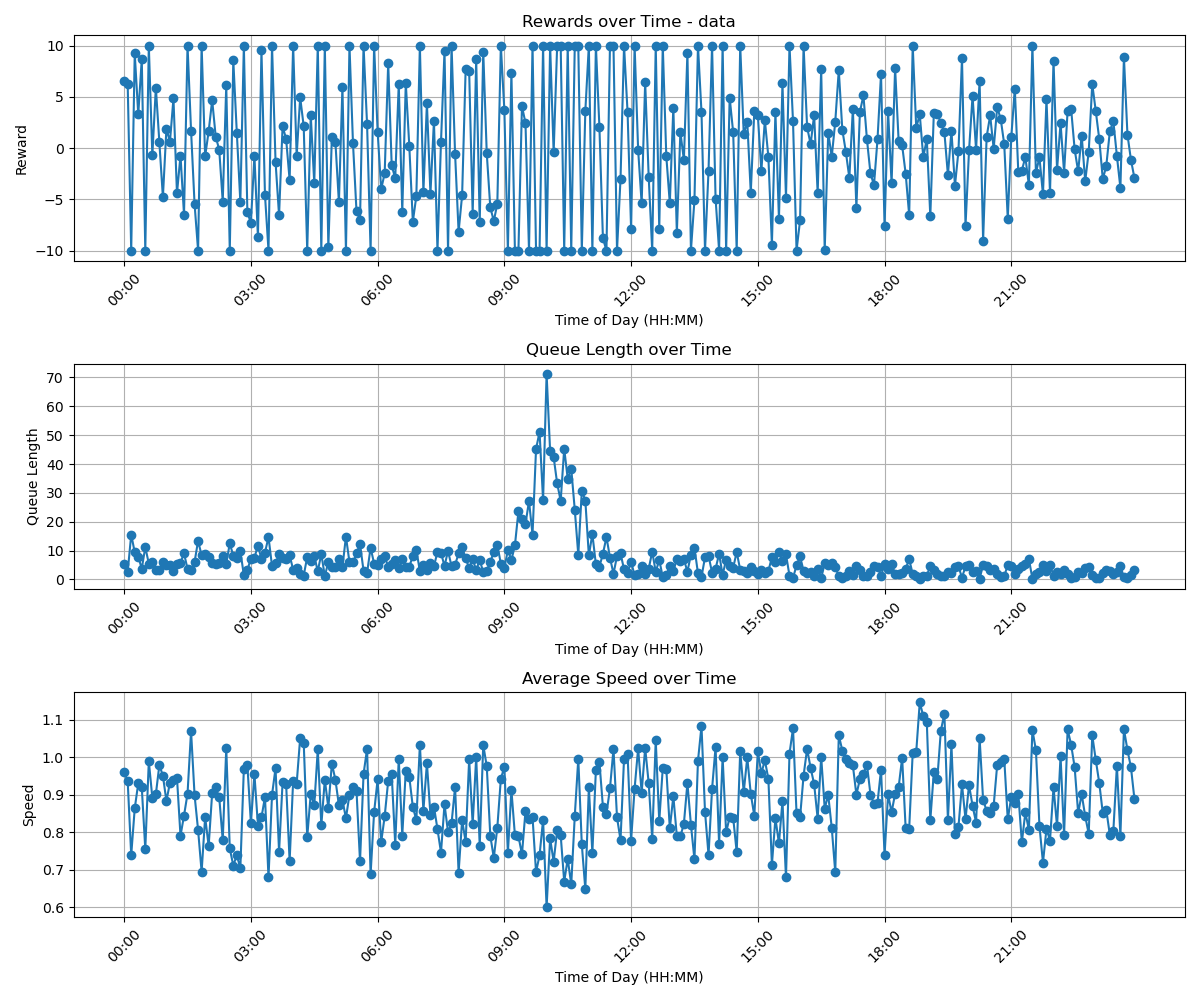 Rewards over Time - data
10
5
0
−5
−10
Reward
00:00 03:00 06:00 09:00 12:00 15:00 18:00 21:00
Time of Day (HH:MM)
Queue Length over Time
70
60
50
40
30
20
10
0
Queue Length
00:00 03:00 06:00 09:00 12:00 15:00 18:00 21:00
Time of Day (HH:MM)
Average Speed over Time
1.1
1.0
0.9
0.8
0.7
0.6
Speed
00:00 03:00 06:00 09:00 12:00 15:00 18:00 21:00
Time of Day (HH:MM)